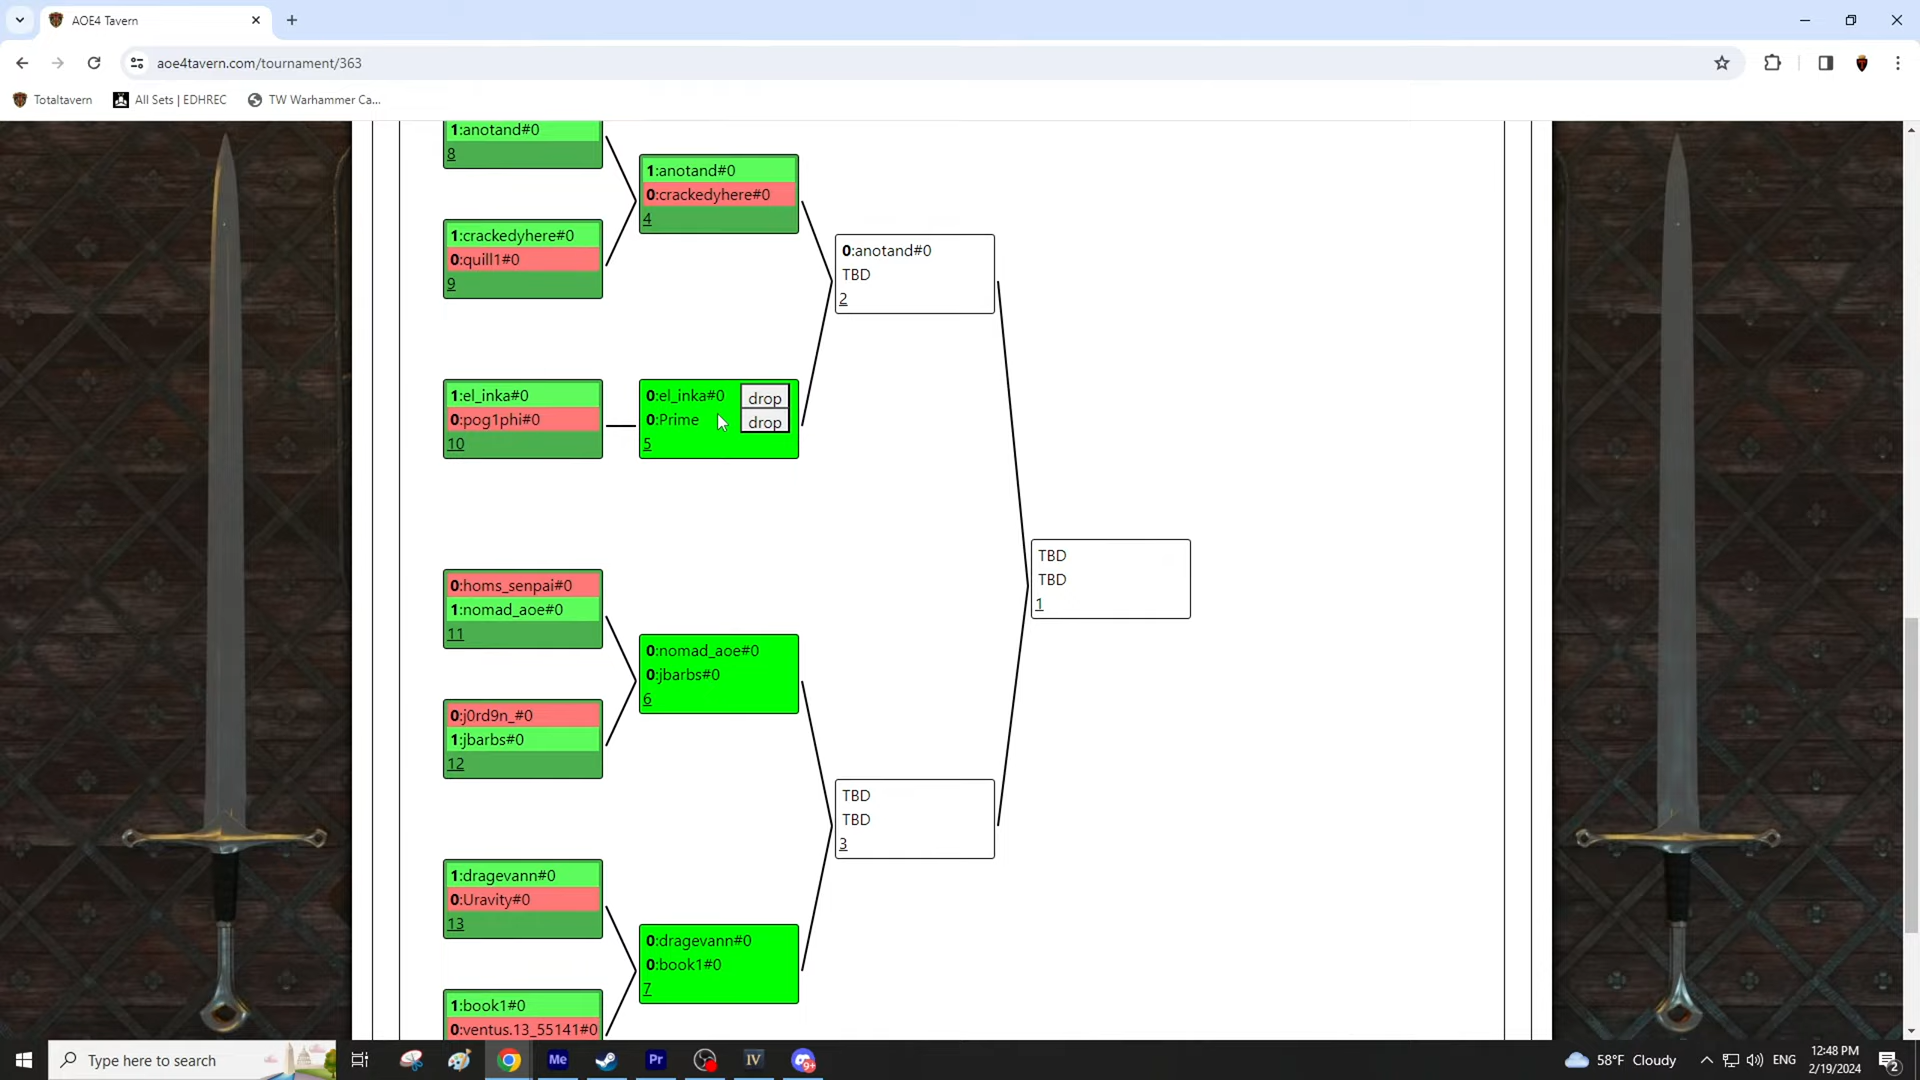 AOE4 Tavern
aoe4tavern.com/tournament/363
Totaltavern
All Sets | EDHREC
TW Warhammer Ca...
1:anotand#0
8
1:anotand#0
0:crackedyhere#0
4
1:crackedyhere#0
0:quill1#0
9
0:anotand#0
TBD
2
1:el_inka#0
0:pog1phi#0
10
0:el_inka#0 drop
0:Prime drop
5
TBD
TBD
1
0:homs_senpai#0
1:nomad_aoe#0
11
0:nomad_aoe#0
0:jbarbs#0
6
0:j0rd9n_#0
1:jbarbs#0
12
TBD
TBD
3
1:dragevann#0
0:Uravity#0
13
0:dragevann#0
0:book1#0
7
1:book1#0
0:ventus.13_55141#0
Type here to search
Me
Pr
IV
9+
58°F Cloudy
ENG
12:48 PM
2/19/2024
2